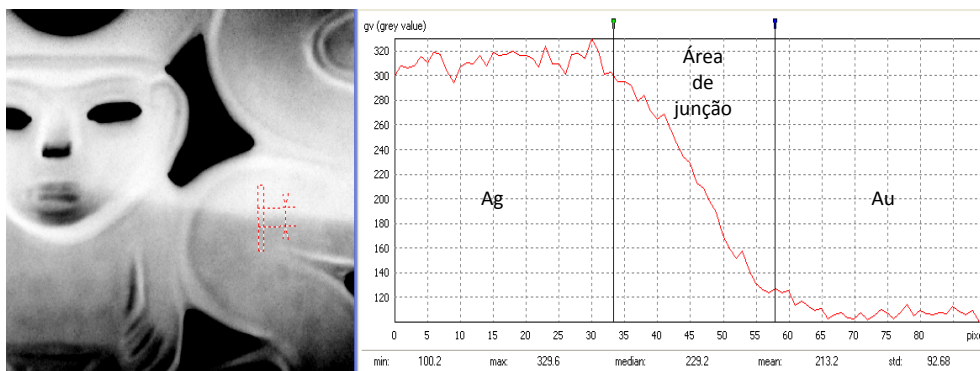 gv (grey value)
320
300
280
260
240
220
200
180
160
140
120
Área
de
junção
Ag
Au
0 5 10 15 20 25 30 35 40 45 50 55 60 65 70 75 80 85 pixe
min: 100.2 max: 329.6 median: 229.2 mean: 213.2 std: 92.68